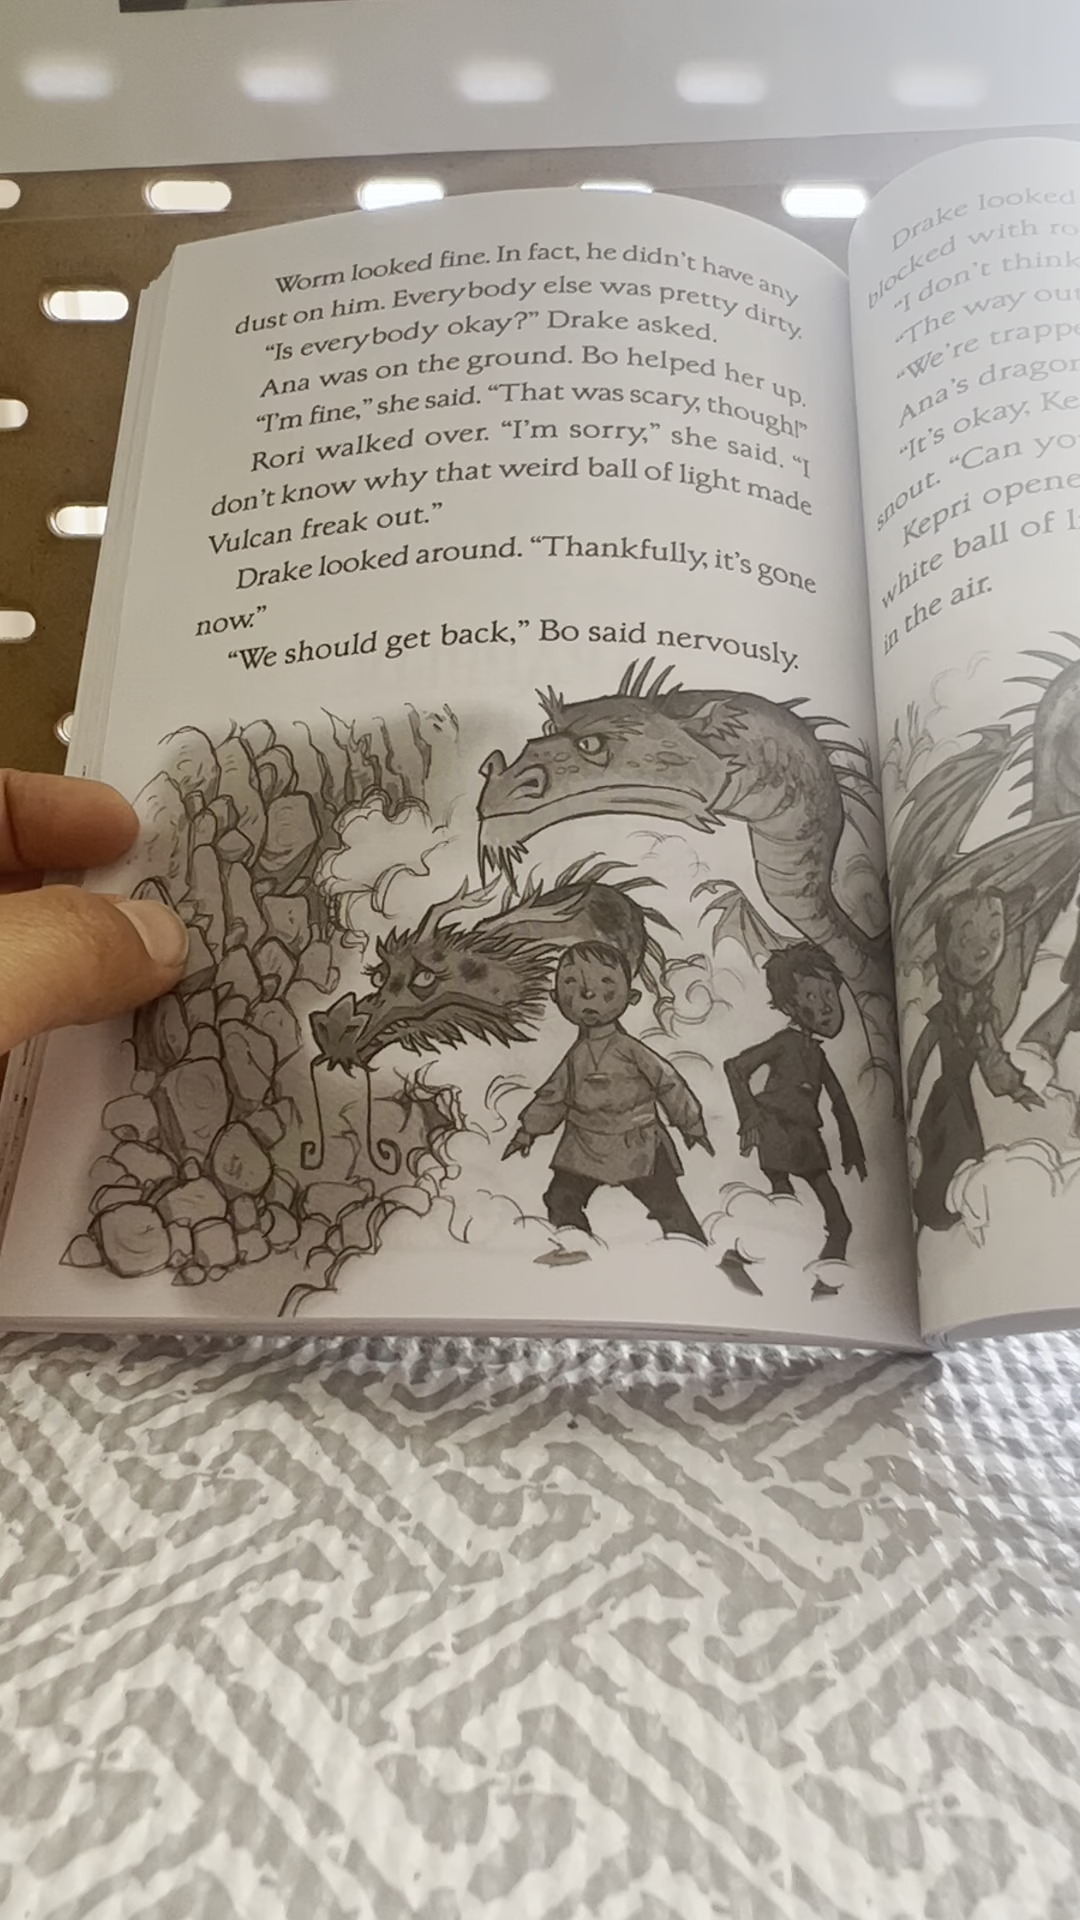 Worm looked fine. In fact, he didn't have any
dust on him. Everybody else was pretty dirty.
“Is everybody okay?” Drake asked.
Ana was on the ground. Bo helped her up.
“I'm fine,” she said. “That was scary, though!”
Rori walked over. “I'm sorry,” she said. “I
don't know why that weird ball of light made
Vulcan freak out.”
Drake looked around. “Thankfully, it's gone
now.”
“We should get back,” Bo said nervously.
Drake looked
blocked with
“I don't think
“The way
“We're
Ana's
“It's okay,
snout. “Can
Kepri
white ball of
in the air.